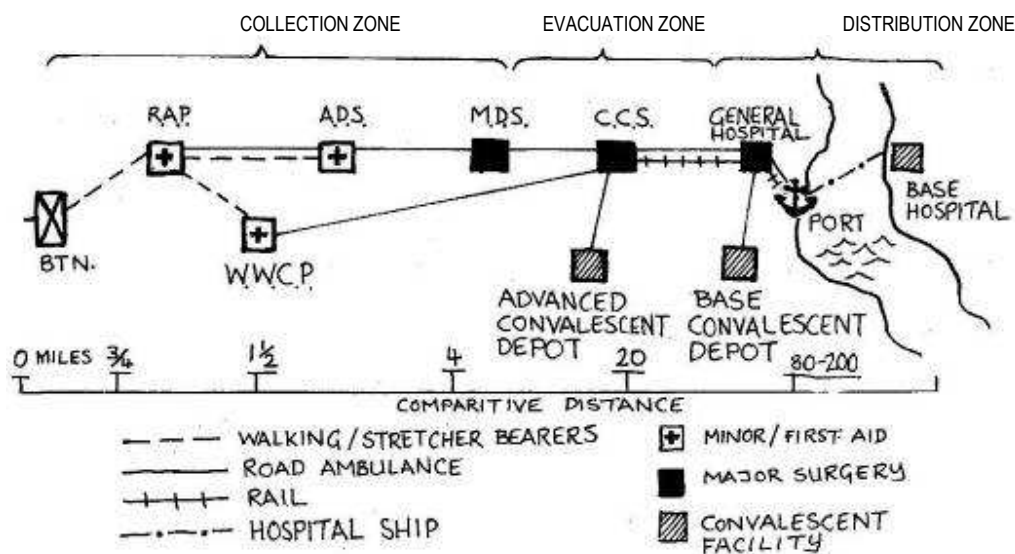 COLLECTION ZONE
EVACUATION ZONE
DISTRIBUTION ZONE
R.A.P.
A.D.S.
M.D.S.
C.C.S.
GENERAL
HOSPITAL
BASE
HOSPITAL
PORT
BTN.
W.W.C.P.
ADVANCED
CONVALESCENT
DEPOT
BASE
CONVALESCENT
DEPOT
0 MILES 3/4 1 1/2 4 20 80-200
COMPARITIVE DISTANCE
WALKING/STRETCHER BEARERS
ROAD AMBULANCE
RAIL
HOSPITAL SHIP
MINOR/FIRST AID
MAJOR SURGERY
CONVALESCENT
FACILITY